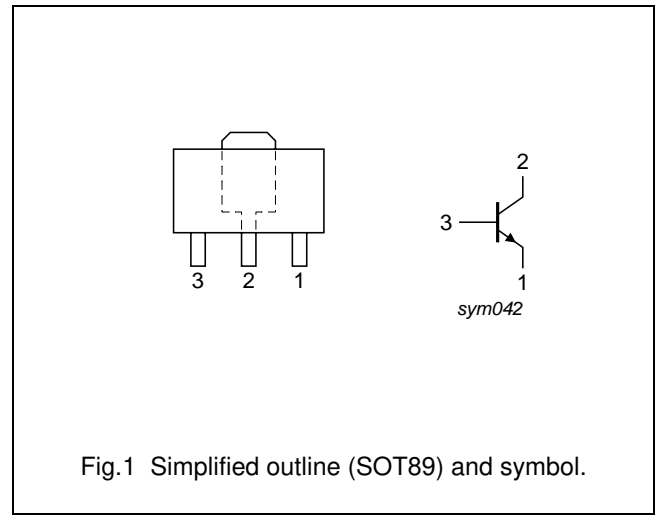 2
3
3 2 1
1
sym042
Fig.1 Simplified outline (SOT89) and symbol.